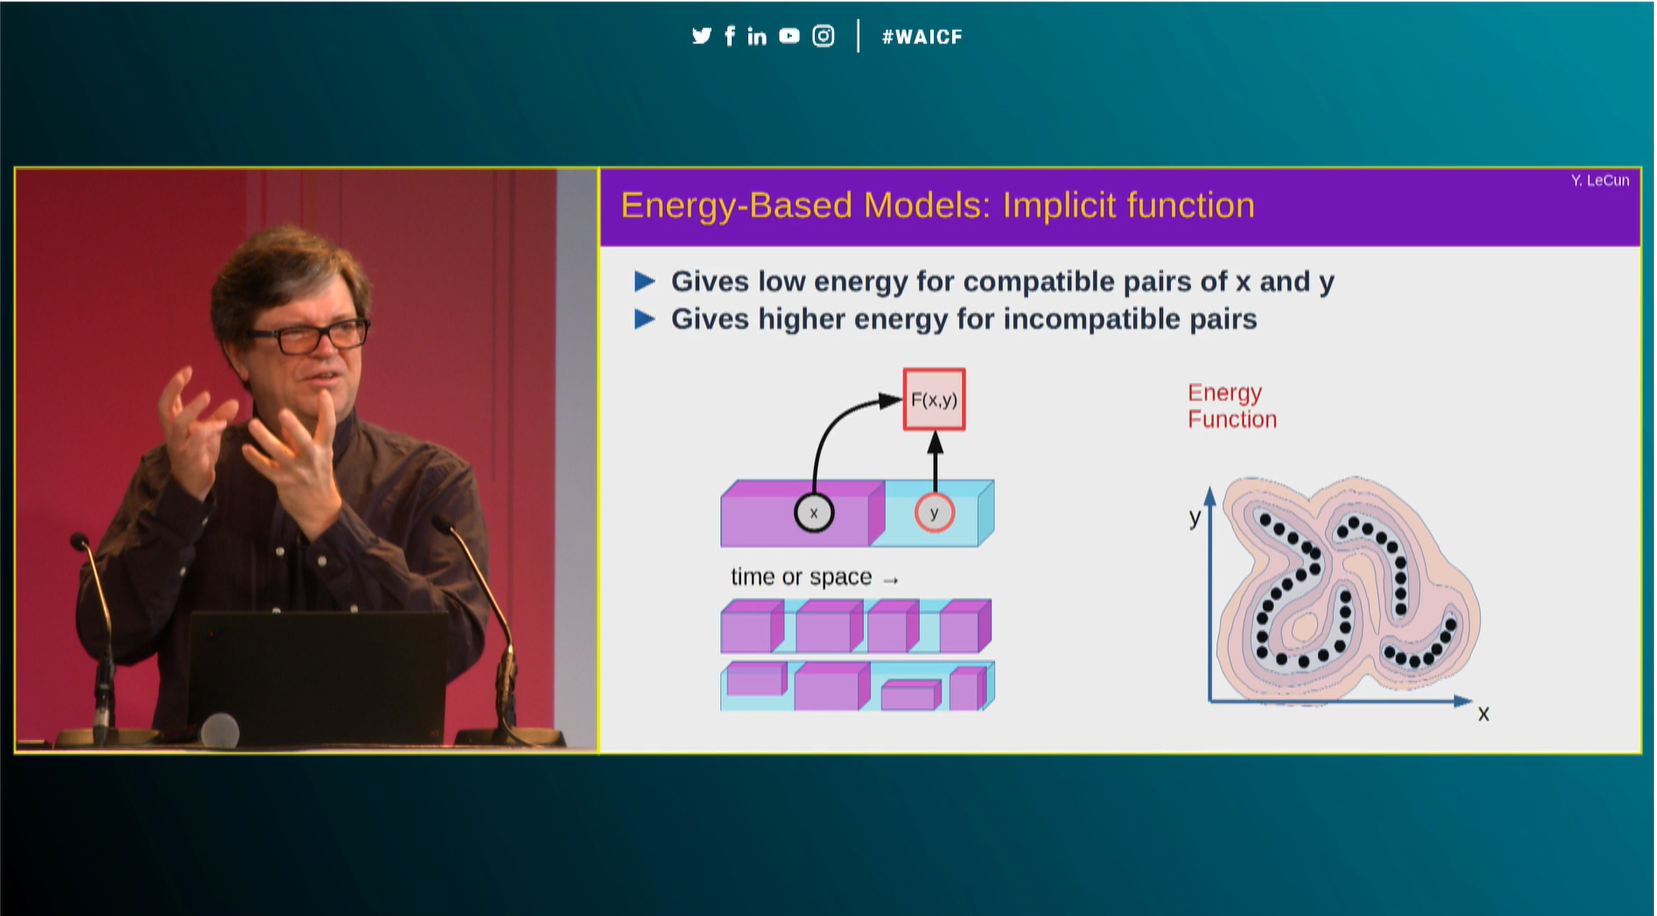 #WAICF
Y. LeCun
Energy-Based Models: Implicit function
Gives low energy for compatible pairs of x and y
Gives higher energy for incompatible pairs
F(x,y)
Energy
Function
x
y
time or space →
y
x